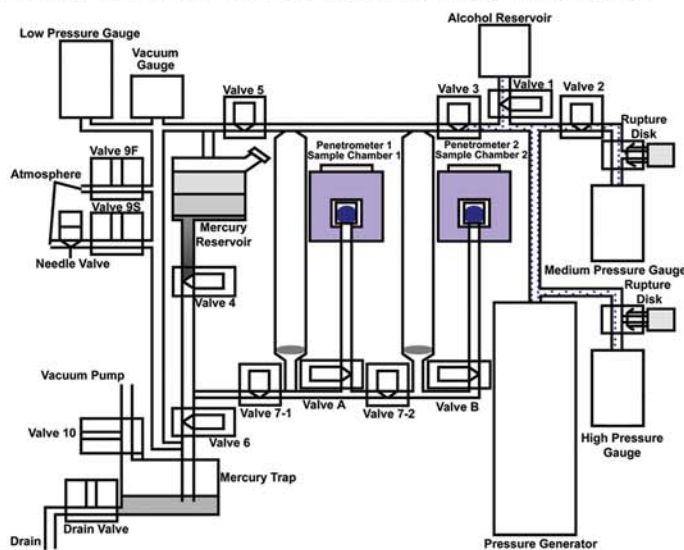 Alcohol Reservoir
Low Pressure Gauge
Vacuum
Gauge
Valve 5
Valve 3
Valve 1
Valve 2
Rupture
Disk
Valve 9F
Penetrometer 1
Sample Chamber 1
Penetrometer 2
Sample Chamber 2
Atmosphere
Valve 9S
Mercury
Reservoir
Needle Valve
Medium Pressure Gauge
Valve 4
Rupture
Disk
Vacuum Pump
Valve 7-1
Valve A
Valve 7-2
Valve B
Valve 10
Valve 6
High Pressure
Gauge
Mercury Trap
Drain Valve
Drain
Pressure Generator